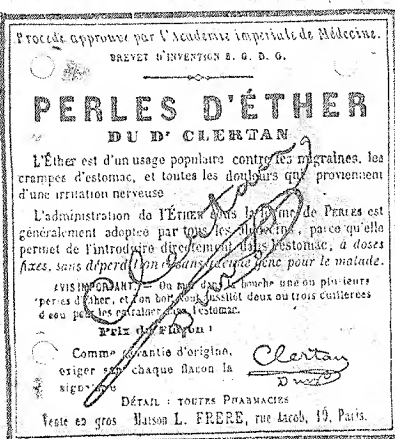 Procédé approuvé par l'Académie impériale de Médecine.
BREVET D'INVENTION S. G. D. G.
PERLES D'ÉTHER
DU Dr CLERTAN
L'Éther est d'un usage populaire contre les migraines, les
crampes d'estomac, et toutes les douleurs qui proviennent
d'une irritation nerveuse
L'administration de l'ÉTHER sous la forme de PERLES est
généralement adoptée par tous les médecins, parce qu'elle
permet de l'introduire directement dans l'estomac, à doses
fixes, sans déperdition et sans aucune gêne pour le malade.
AVIS IMPORTANT. — On met dans la bouche une ou plusieurs
perles d'éther, et l'on boit aussitôt deux ou trois cuillerées
d'eau pour les entraîner dans l'estomac.
Prix du Flacon :
Comme garantie d'origine,
exiger sur chaque flacon la
signature
Clertan
DÉTAIL : TOUTES PHARMACIES
Vente en gros Maison L. FRERE, rue Jacob, 19, Paris.